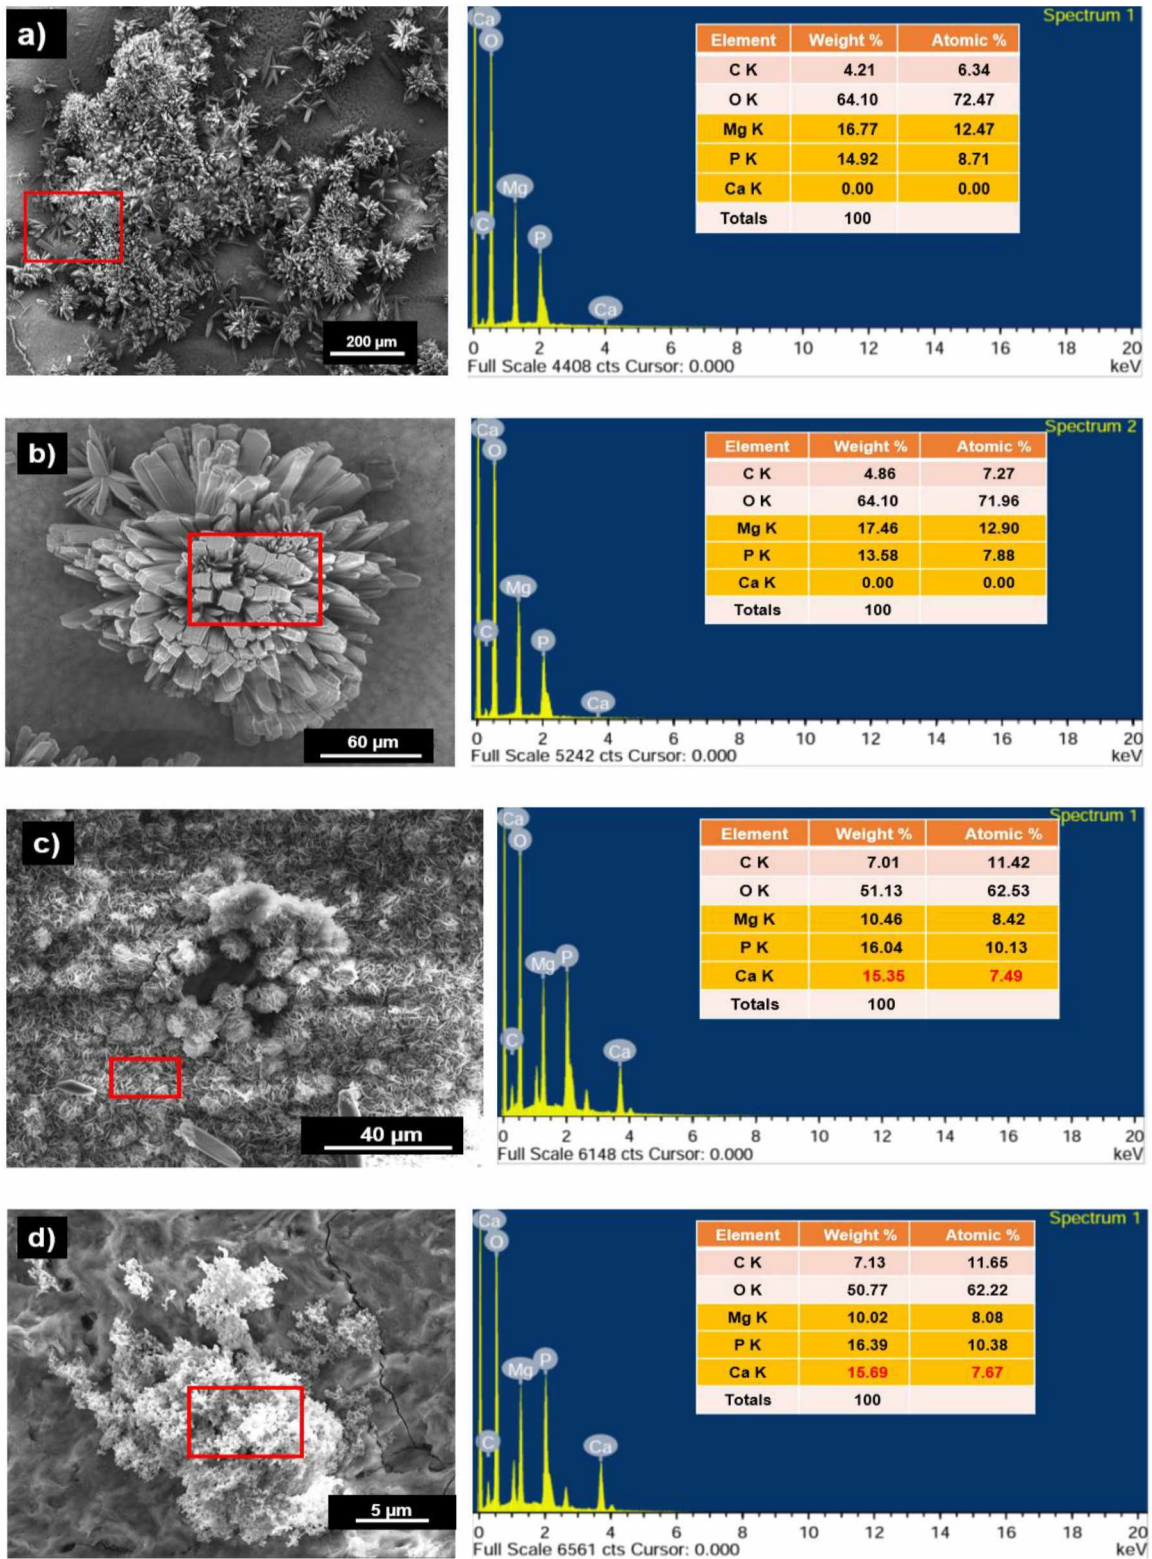 a)
200 µm
Spectrum 1
Ca
O
Mg
C
P
Ca
Element Weight % Atomic %
C K 4.21 6.34
O K 64.10 72.47
Mg K 16.77 12.47
P K 14.92 8.71
Ca K 0.00 0.00
Totals 100
0 2 4 6 8 10 12 14 16 18 20
Full Scale 4408 cts Cursor: 0.000 keV
b)
60 µm
Spectrum 2
Ca
O
Mg
C
P
Ca
Element Weight % Atomic %
C K 4.86 7.27
O K 64.10 71.96
Mg K 17.46 12.90
P K 13.58 7.88
Ca K 0.00 0.00
Totals 100
0 2 4 6 8 10 12 14 16 18 20
Full Scale 5242 cts Cursor: 0.000 keV
c)
40 µm
Spectrum 1
Ca
O
Mg P
C
Ca
Element Weight % Atomic %
C K 7.01 11.42
O K 51.13 62.53
Mg K 10.46 8.42
P K 16.04 10.13
Ca K 15.35 7.49
Totals 100
0 2 4 6 8 10 12 14 16 18 20
Full Scale 6148 cts Cursor: 0.000 keV
d)
5 µm
Spectrum 1
Ca
O
Mg P
C
Ca
Element Weight % Atomic %
C K 7.13 11.65
O K 50.77 62.22
Mg K 10.02 8.08
P K 16.39 10.38
Ca K 15.69 7.67
Totals 100
0 2 4 6 8 10 12 14 16 18 20
Full Scale 6561 cts Cursor: 0.000 keV